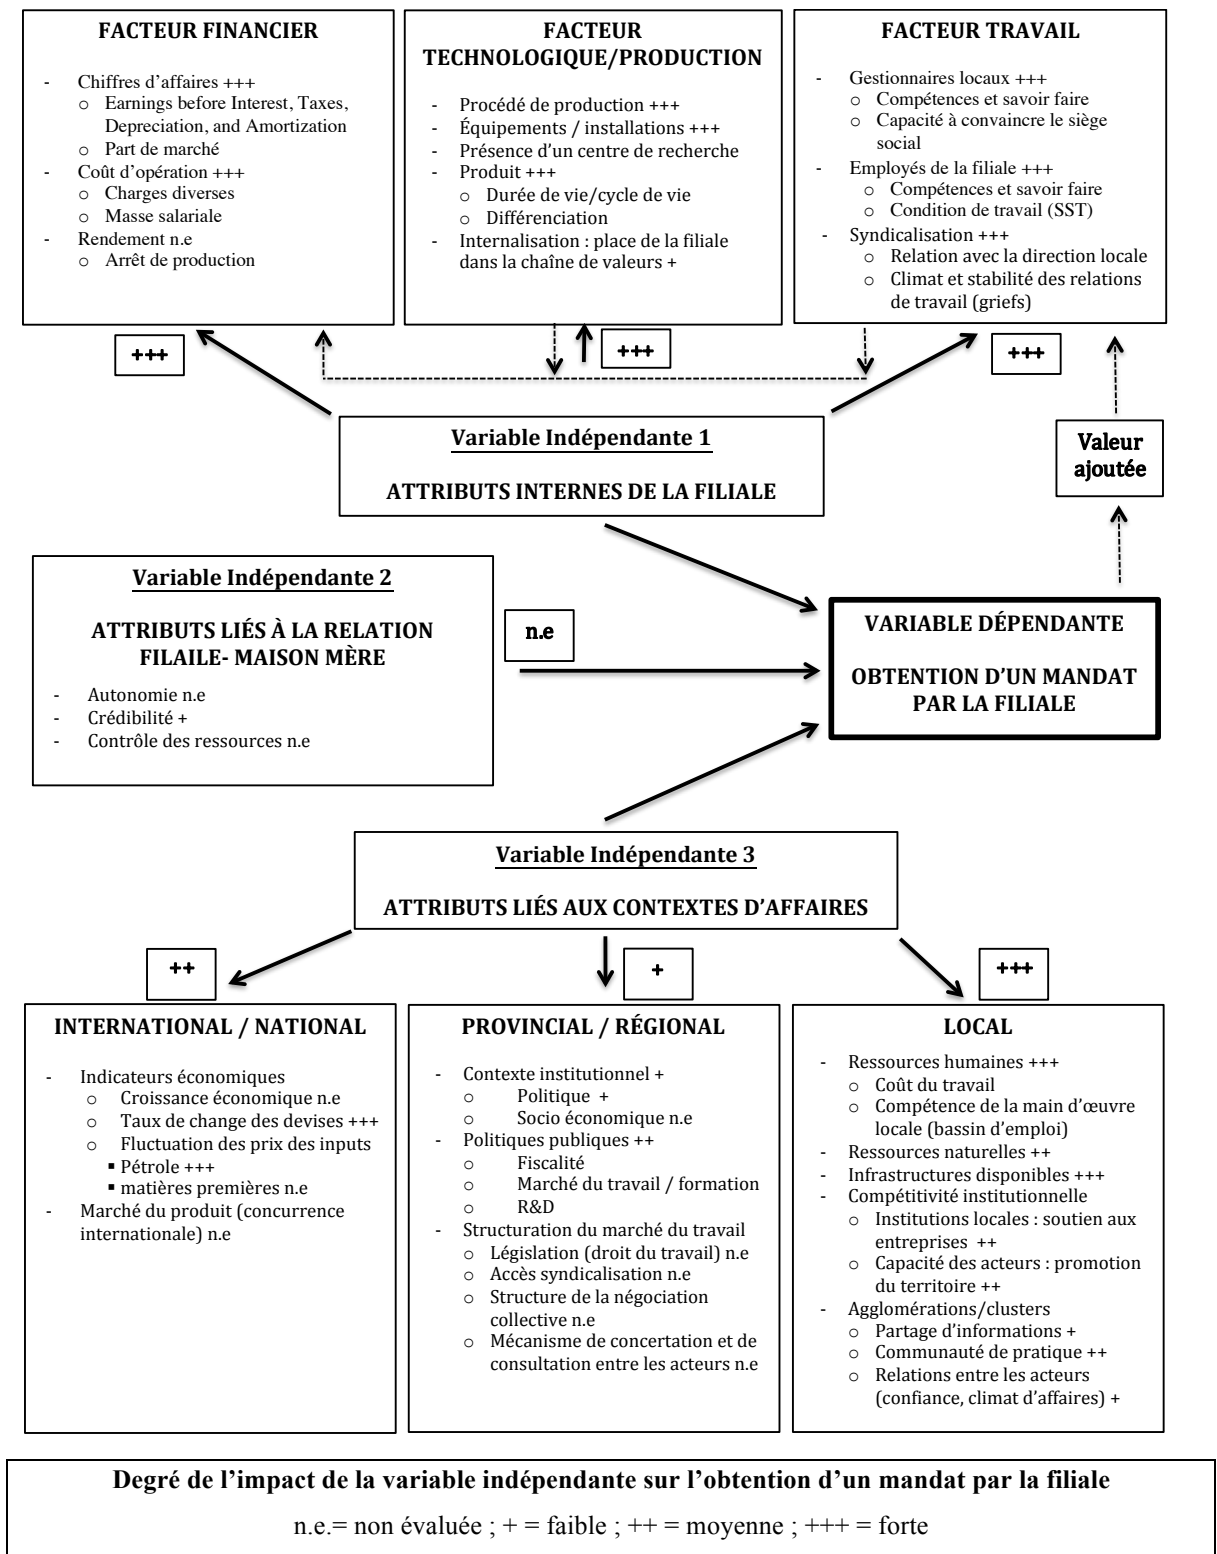 FACTEUR FINANCIER
- Chiffres d'affaires +++
o Earnings before Interest, Taxes,
Depreciation, and Amortization
o Part de marché
- Coût d'opération +++
o Charges diverses
o Masse salariale
- Rendement n.e
o Arrêt de production
FACTEUR
TECHNOLOGIQUE/PRODUCTION
- Procédé de production +++
- Équipements / installations +++
- Présence d'un centre de recherche
- Produit +++
o Durée de vie/cycle de vie
o Différenciation
- Internalisation : place de la filiale
dans la chaîne de valeurs +
FACTEUR TRAVAIL
- Gestionnaires locaux +++
o Compétences et savoir faire
o Capacité à convaincre le siège
social
- Employés de la filiale +++
o Compétences et savoir faire
o Condition de travail (SST)
- Syndicalisation +++
o Relation avec la direction locale
o Climat et stabilité des relations
de travail (griefs)
+++
+++
+++
Variable Indépendante 1
ATTRIBUTS INTERNES DE LA FILIALE
Valeur
ajoutée
Variable Indépendante 2
ATTRIBUTS LIÉS À LA RELATION
FILAILE- MAISON MÈRE
- Autonomie n.e
- Crédibilité +
- Contrôle des ressources n.e
n.e
VARIABLE DÉPENDANTE
OBTENTION D'UN MANDAT
PAR LA FILIALE
Variable Indépendante 3
ATTRIBUTS LIÉS AUX CONTEXTES D'AFFAIRES
++
+
+++
INTERNATIONAL / NATIONAL
- Indicateurs économiques
o Croissance économique n.e
o Taux de change des devises +++
o Fluctuation des prix des inputs
▪ Pétrole +++
▪ matières premières n.e
- Marché du produit (concurrence
internationale) n.e
PROVINCIAL / RÉGIONAL
- Contexte institutionnel +
o Politique +
o Socio économique n.e
- Politiques publiques ++
o Fiscalité
o Marché du travail / formation
o R&D
- Structuration du marché du travail
o Législation (droit du travail) n.e
o Accès syndicalisation n.e
o Structure de la négociation
collective n.e
o Mécanisme de concertation et de
consultation entre les acteurs n.e
LOCAL
- Ressources humaines +++
o Coût du travail
o Compétence de la main d'œuvre
locale (bassin d'emploi)
- Ressources naturelles ++
- Infrastructures disponibles +++
- Compétitivité institutionnelle
o Institutions locales : soutien aux
entreprises ++
o Capacité des acteurs : promotion
du territoire ++
- Agglomérations/clusters
o Partage d'informations +
o Communauté de pratique ++
o Relations entre les acteurs
(confiance, climat d'affaires) +
Degré de l'impact de la variable indépendante sur l'obtention d'un mandat par la filiale
n.e.= non évaluée ; + = faible ; ++ = moyenne ; +++ = forte